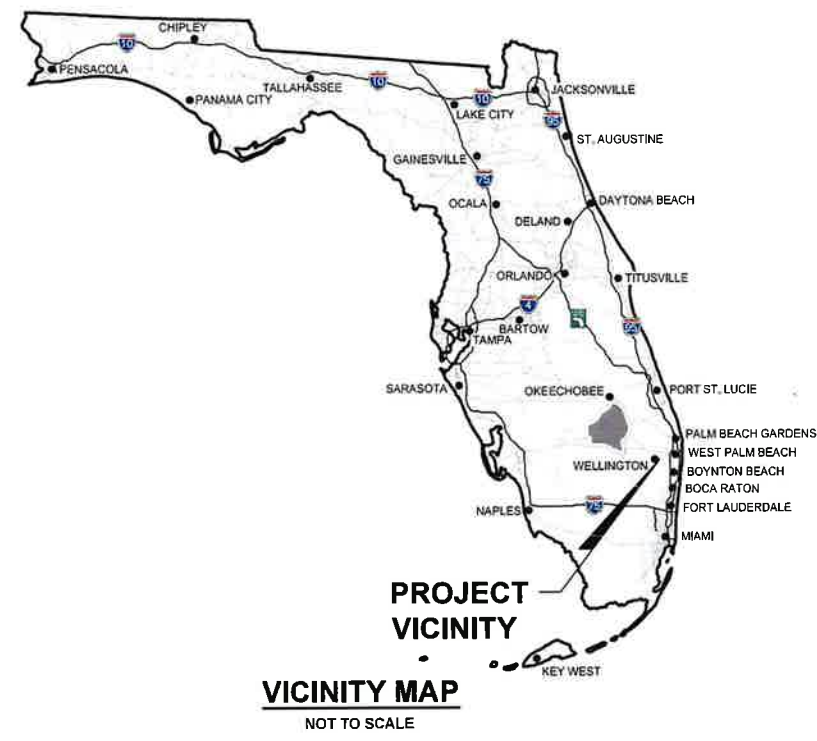 CHIPLEY
10
PENSACOLA
TALLAHASSEE
10
PANAMA CITY
10
JACKSONVILLE
LAKE CITY
95
ST. AUGUSTINE
GAINESVILLE
75
OCALA
DAYTONA BEACH
DELAND
ORLANDO
TITUSVILLE
4
BARTOW
TAMPA
95
SARASOTA
OKEECHOBEE
PORT ST. LUCIE
PALM BEACH GARDENS
WEST PALM BEACH
WELLINGTON
BOYNTON BEACH
BOCA RATON
NAPLES
75
FORT LAUDERDALE
MIAMI
PROJECT
VICINITY
KEY WEST
VICINITY MAP
NOT TO SCALE